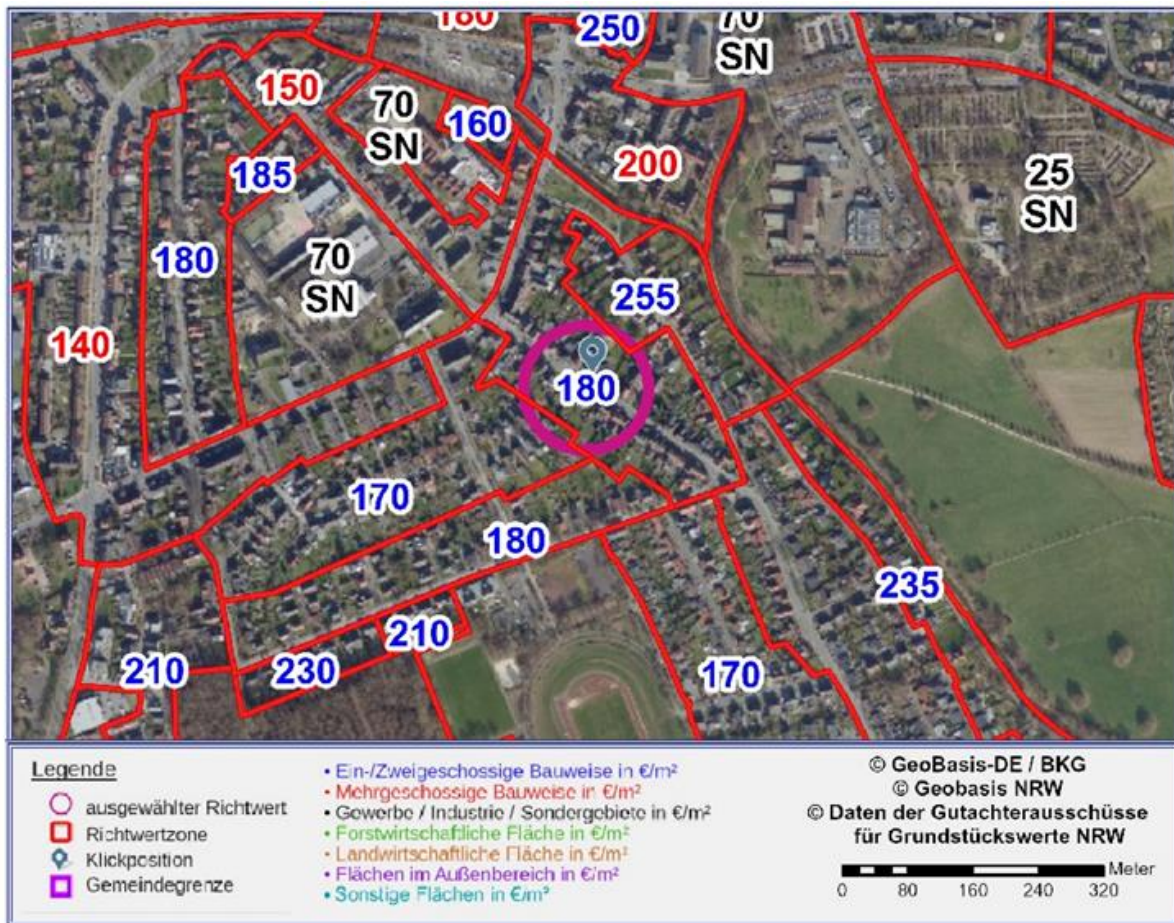 180
250
70
SN
150
70
SN
160
200
25
SN
185
180
70
SN
255
140
180
170
180
235
210
210
230
170
Legende
ausgewählter Richtwert
Richtwertzone
Klickposition
Gemeindegrenze
• Ein-/Zweigeschossige Bauweise in €/m²
• Mehrgeschossige Bauweise in €/m²
• Gewerbe / Industrie / Sondergebiete in €/m²
• Forstwirtschaftliche Fläche in €/m²
• Landwirtschaftliche Fläche in €/m²
• Flächen im Außenbereich in €/m²
• Sonstige Flächen in €/m²
© GeoBasis-DE / BKG
© Geobasis NRW
© Daten der Gutachterausschüsse
für Grundstückswerte NRW
Meter
0 80 160 240 320